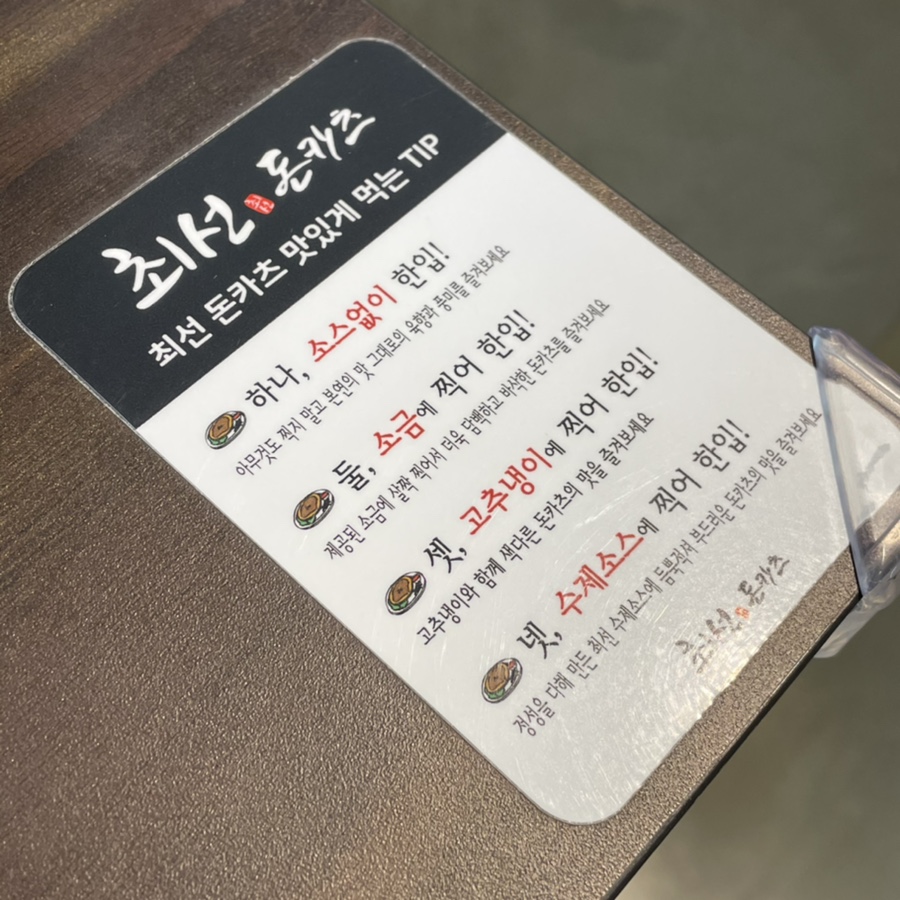 최선 돈카츠
최선 돈카츠 맛있게 먹는 TIP
하나, 소스없이 한입!
아무것도 찍지 말고 본연의 맛 그대로의 육향과 풍미를 즐겨보세요
둘, 소금에 찍어 한입!
제공된 소금에 살짝 찍어서 더욱 담백하고 바삭한 돈카츠를 즐겨보세요
셋, 고추냉이에 찍어 한입!
고추냉이와 함께 색다른 돈카츠의 맛을 즐겨보세요
넷, 수제소스에 찍어 한입!
정성을 다해 만든 최선 수제소스에 듬뿍적셔 부드러운 돈카츠의 맛을 즐겨보세요
최선 돈카츠